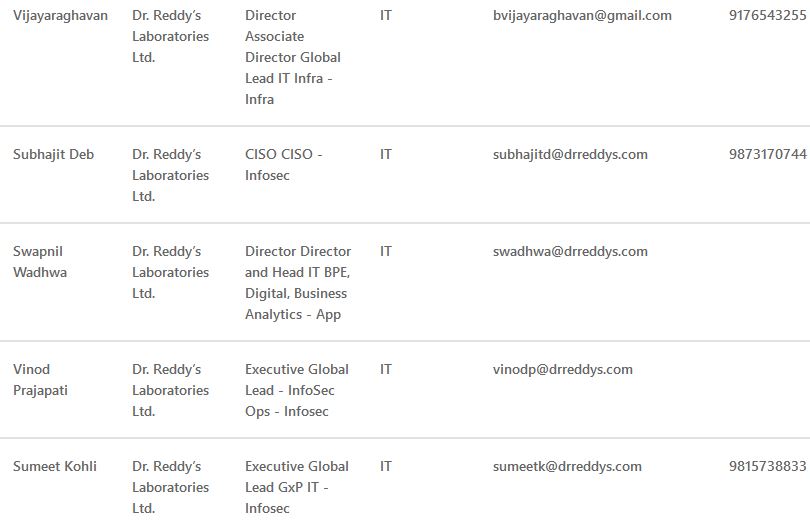 Vijayaraghavan Dr. Reddy’s Director IT bvijayaraghavan@gmail.com 9176543255
Laboratories Associate
Ltd. Director Global
Lead IT Infra -
Infra
Subhajit Deb Dr. Reddy’s CISO CISO - IT subhajitd@drreddys.com 9873170744
Laboratories Infosec
Ltd.
Swapnil Dr. Reddy’s Director Director IT swadhwa@drreddys.com
Wadhwa Laboratories and Head IT BPE,
Ltd. Digital, Business
Analytics - App
Vinod Dr. Reddy’s Executive Global IT vinodp@drreddys.com
Prajapati Laboratories Lead - InfoSec
Ltd. Ops - Infosec
Sumeet Kohli Dr. Reddy’s Executive Global IT sumeetk@drreddys.com 9815738833
Laboratories Lead GxP IT -
Ltd. Infosec